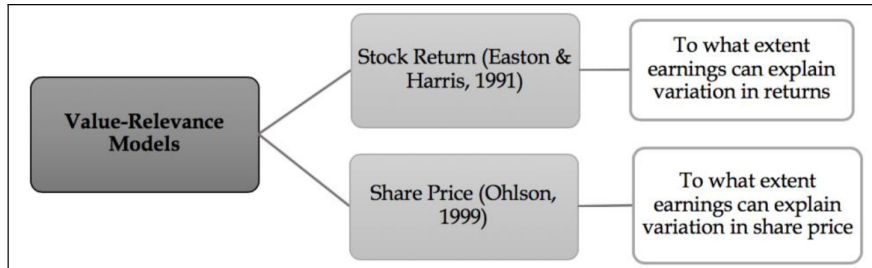 Value-Relevance
Models
Stock Return (Easton &
Harris, 1991)
To what extent
earnings can explain
variation in returns
Share Price (Ohlson,
1999)
To what extent
earnings can explain
variation in share price